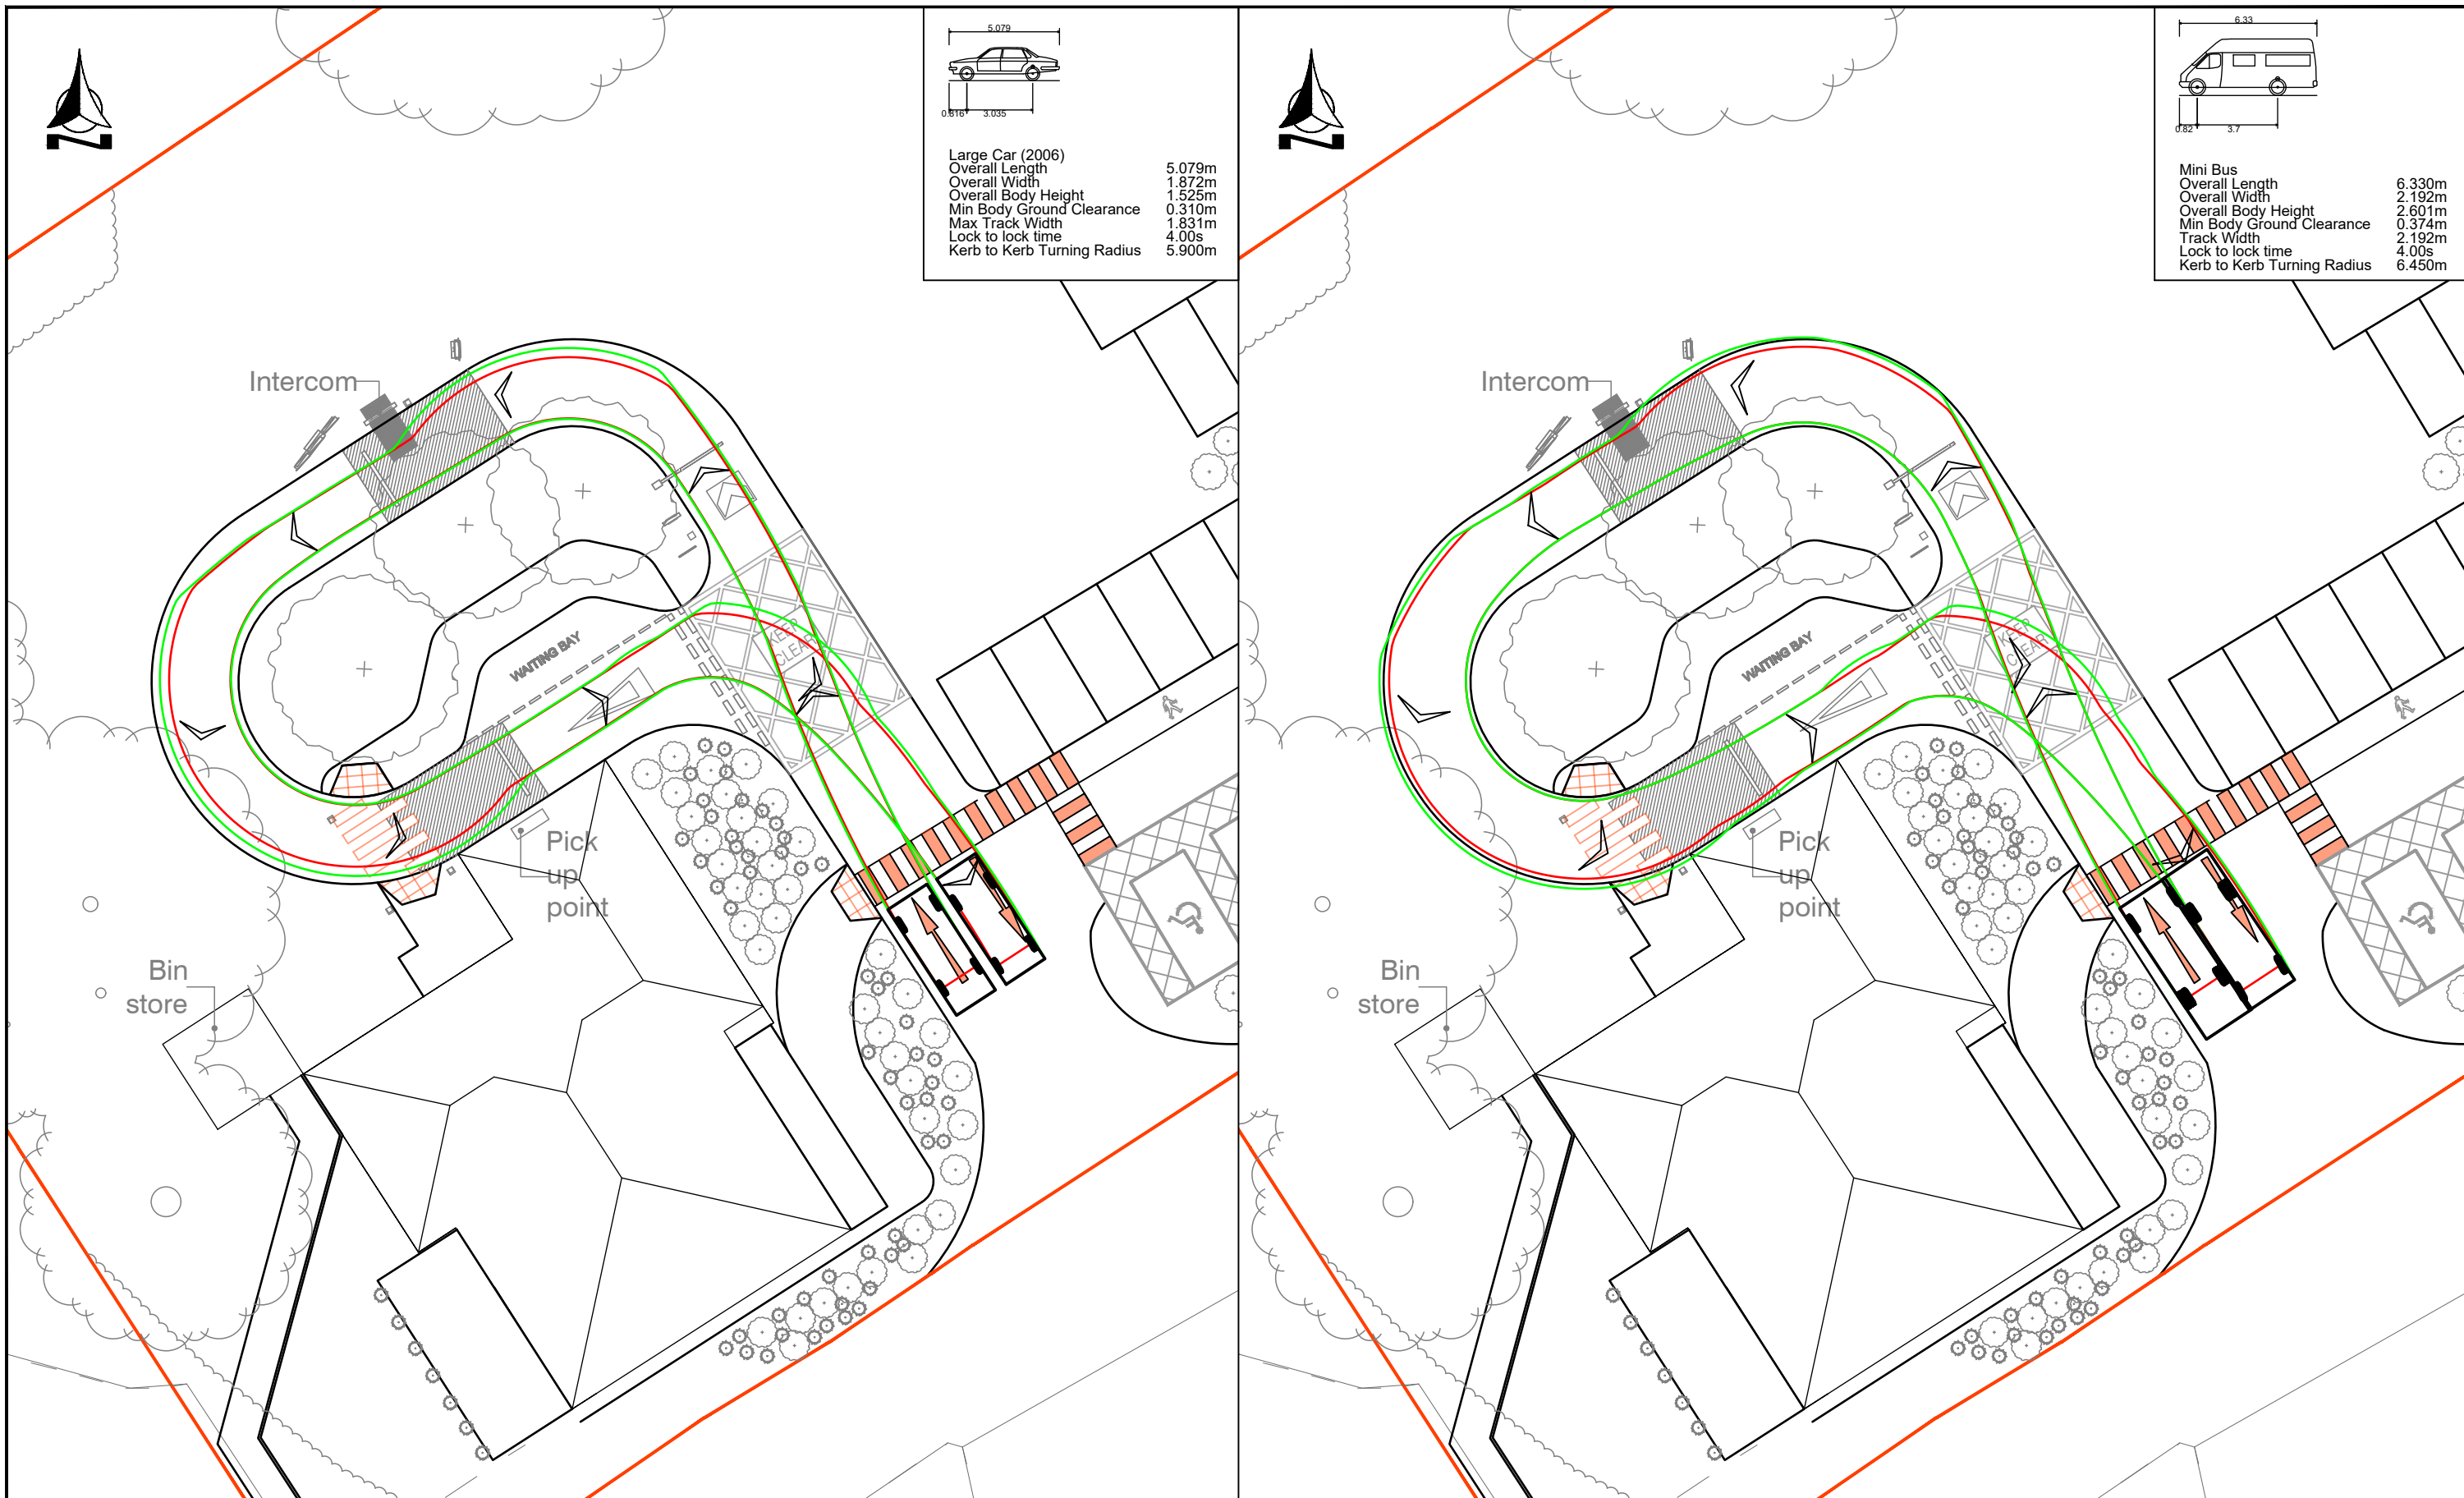 5.079
0.816 3.035
Large Car (2006)
Overall Length 5.079m
Overall Width 1.872m
Overall Body Height 1.525m
Min Body Ground Clearance 0.310m
Max Track Width 1.831m
Lock to lock time 4.00s
Kerb to Kerb Turning Radius 5.900m
N
Intercom
KEEP
CLEAR
WAITING BAY
Pick
up
point
Bin
store
6.33
0.82 3.7
Mini Bus
Overall Length 6.330m
Overall Width 2.192m
Overall Body Height 2.601m
Min Body Ground Clearance 0.374m
Track Width 2.192m
Lock to lock time 4.00s
Kerb to Kerb Turning Radius 6.450m
N
Intercom
KEEP
CLEAR
WAITING BAY
Pick
up
point
Bin
store